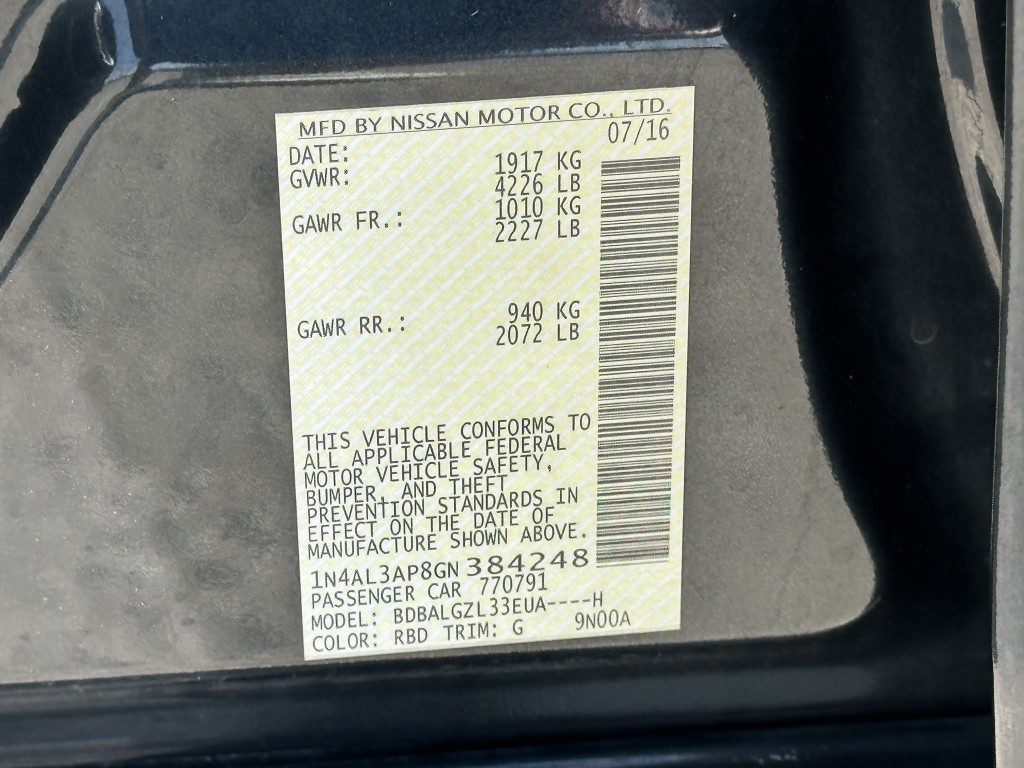 MFD BY NISSAN MOTOR CO., LTD.
DATE: 07/16
GVWR: 1917 KG
4226 LB
GAWR FR.: 1010 KG
2227 LB
GAWR RR.: 940 KG
2072 LB
THIS VEHICLE CONFORMS TO
ALL APPLICABLE FEDERAL
MOTOR VEHICLE SAFETY,
BUMPER, AND THEFT
PREVENTION STANDARDS IN
EFFECT ON THE DATE OF
MANUFACTURE SHOWN ABOVE.
1N4AL3AP8GN384248
PASSENGER CAR 770791
MODEL: BDBALGZL33EUA----H
COLOR: RBD TRIM: G 9N00A